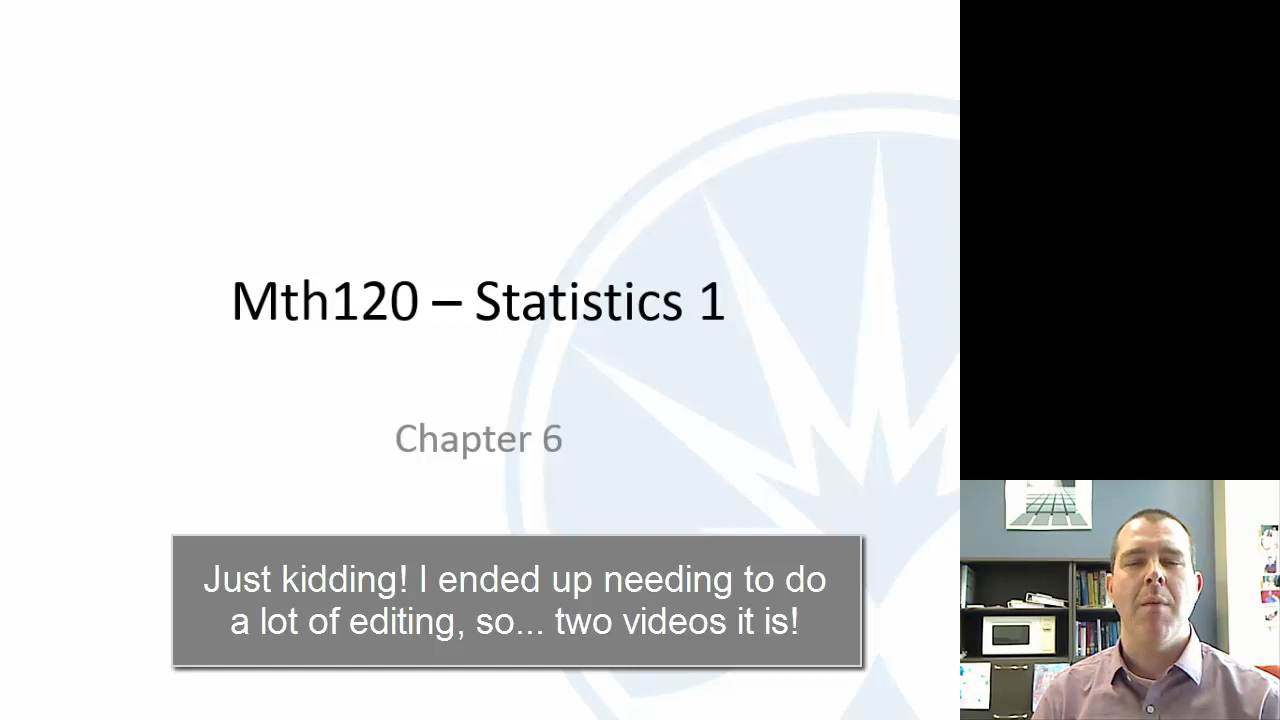 Mth120 – Statistics 1
Chapter 6
Just kidding! I ended up needing to do
a lot of editing, so... two videos it is!